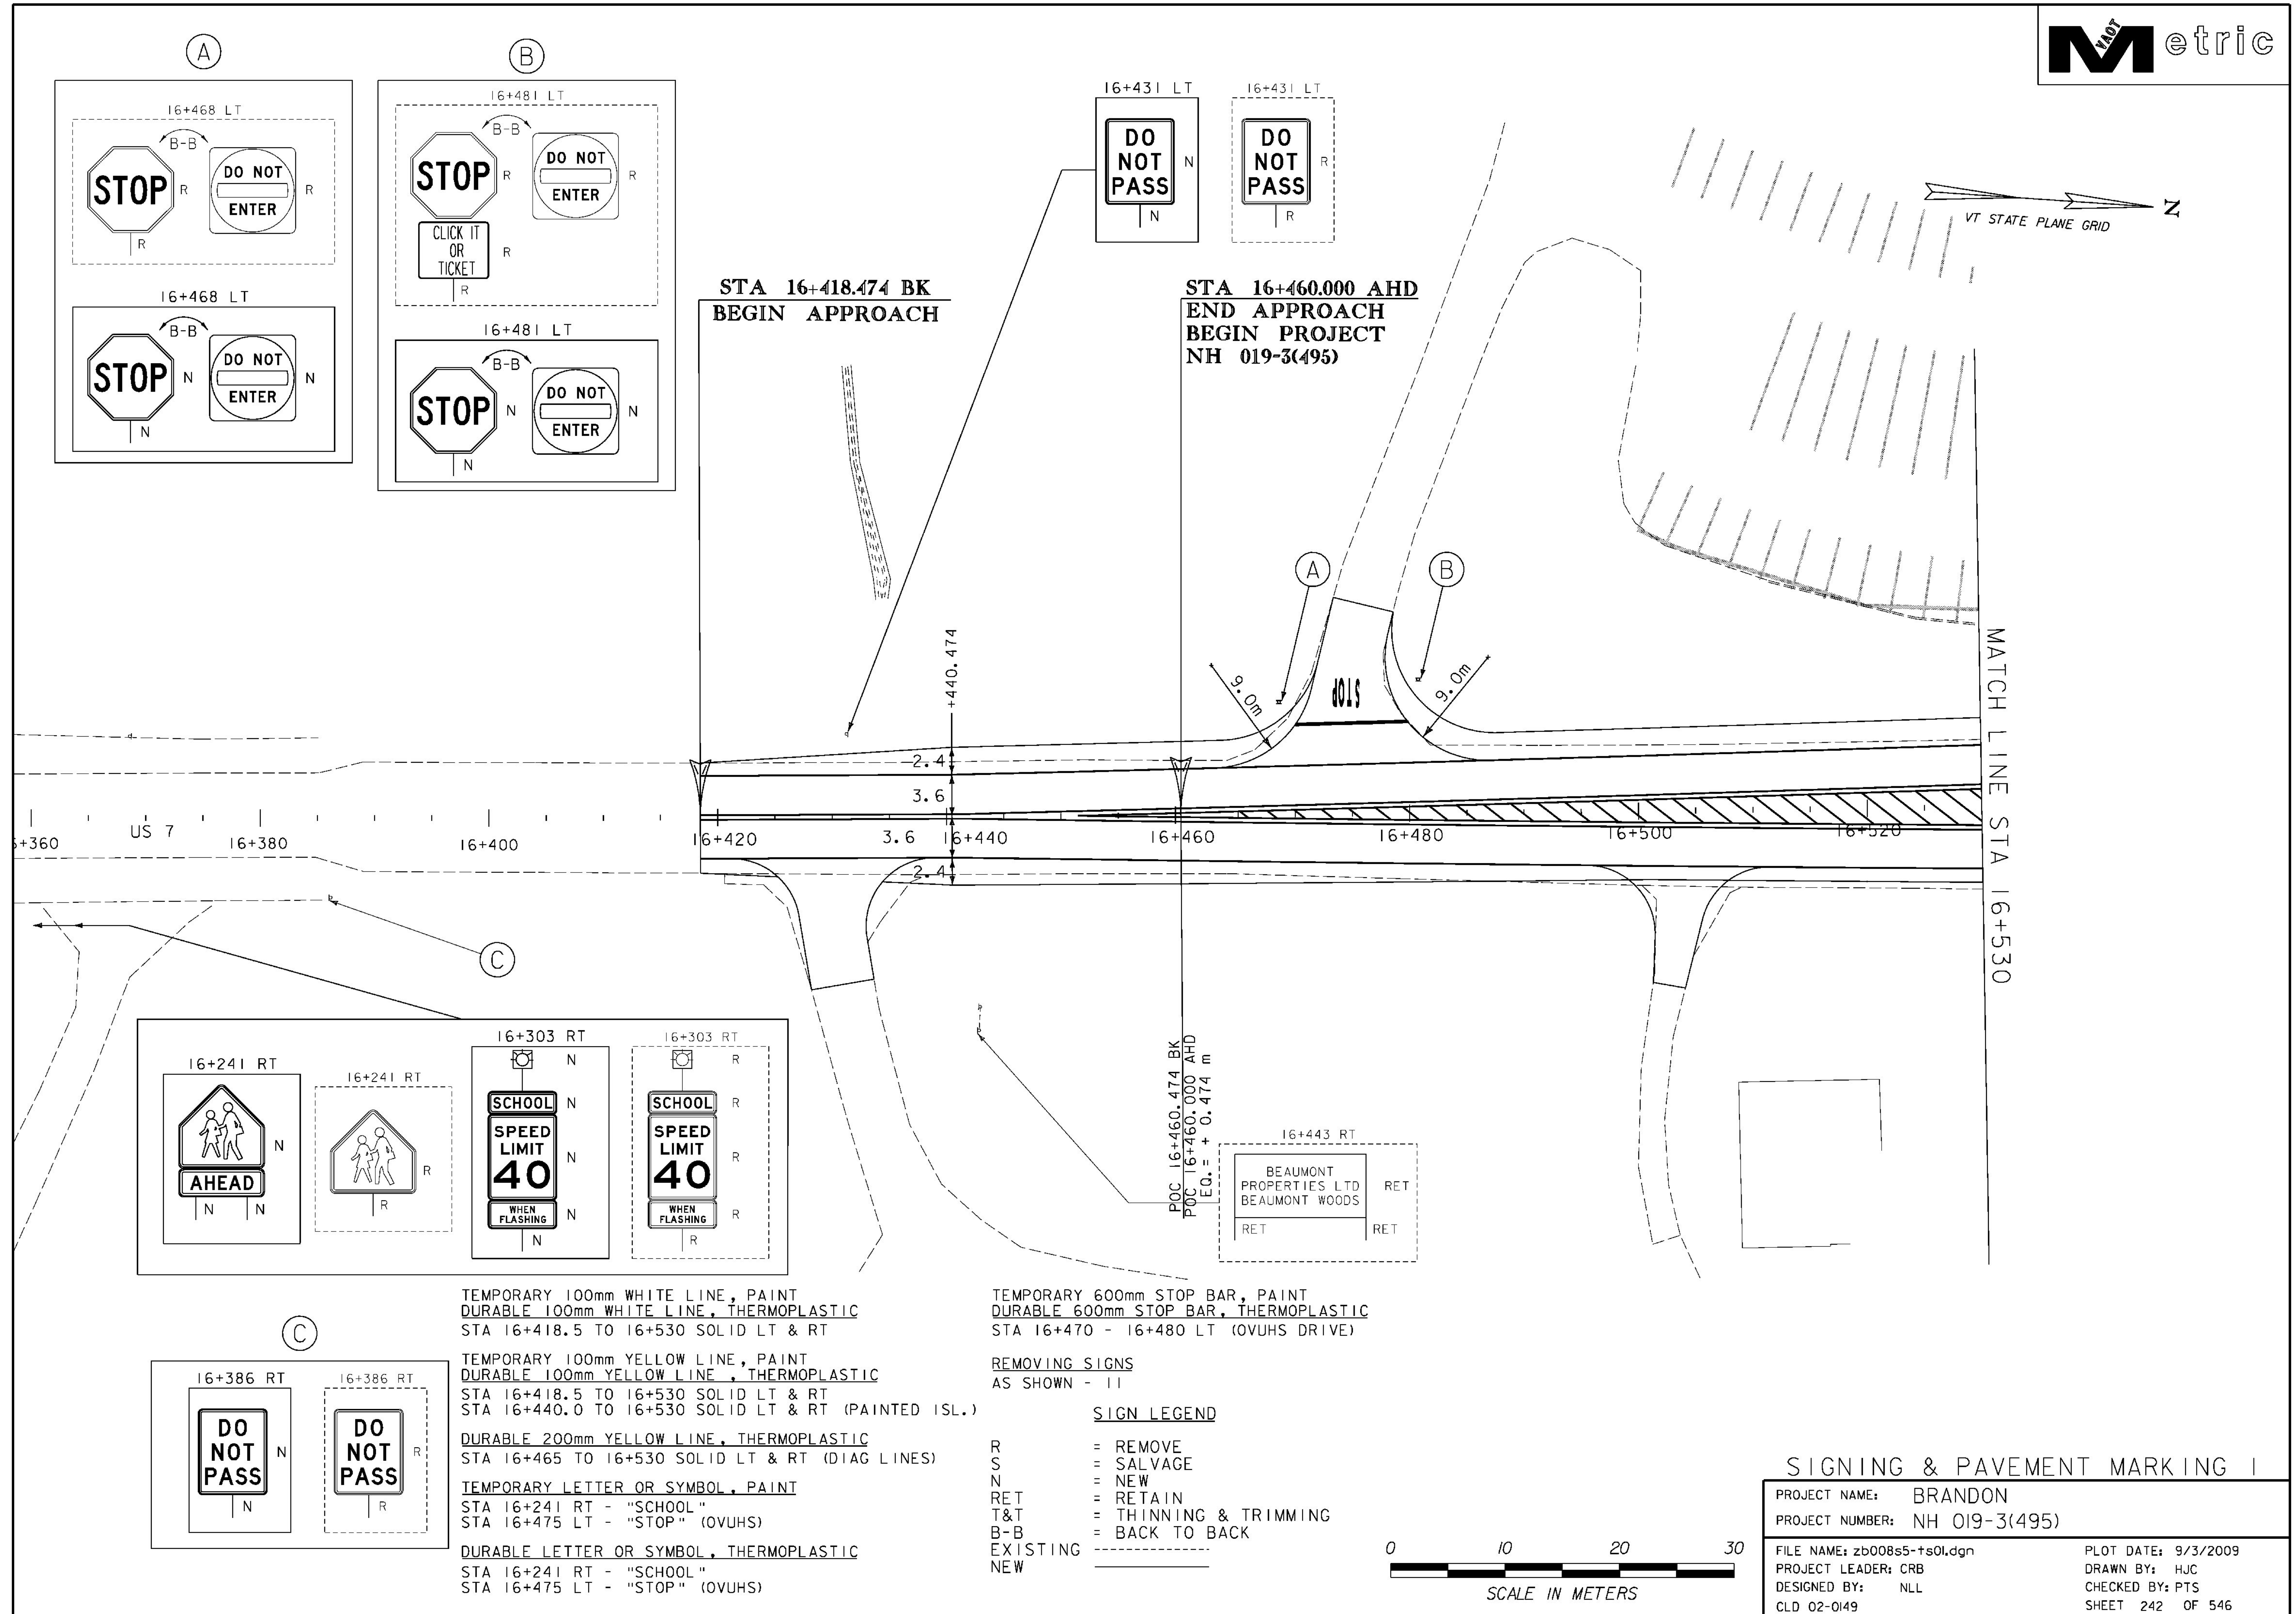 VAOT
Metric
A
16+468 LT
B-B
STOP R
DO NOT
ENTER
R
R
16+468 LT
B-B
STOP N
DO NOT
ENTER
N
N
B
16+481 LT
B-B
STOP R
DO NOT
ENTER
R
CLICK IT
OR
TICKET
R
R
16+481 LT
B-B
STOP N
DO NOT
ENTER
N
N
16+431 LT
DO
NOT
PASS
N
N
16+431 LT
DO
NOT
PASS
R
R
STA 16+418.474 BK
BEGIN APPROACH
STA 16+460.000 AHD
END APPROACH
BEGIN PROJECT
NH 019-3(495)
N
VT STATE PLANE GRID
A
B
9.0m
9.0m
STOP
+440.474
2.4
3.6
3.6
2.4
US 7
5+360
16+380
16+400
16+420
16+440
16+460
16+480
16+500
16+520
MATCH LINE STA 16+530
C
POC 16+460.474 BK
POC 16+460.000 AHD
EQ. = + 0.474 m
16+241 RT
N
AHEAD
N N
16+241 RT
R
R
16+303 RT
N
SCHOOL N
SPEED
LIMIT N
40
WHEN
FLASHING
N
N
16+303 RT
R
SCHOOL R
SPEED
LIMIT R
40
WHEN
FLASHING
R
R
16+443 RT
BEAUMONT
PROPERTIES LTD
BEAUMONT WOODS
RET
RET RET
C
16+386 RT
DO
NOT
PASS
N
N
16+386 RT
DO
NOT
PASS
R
R
TEMPORARY 100mm WHITE LINE, PAINT
DURABLE 100mm WHITE LINE, THERMOPLASTIC
STA 16+418.5 TO 16+530 SOLID LT & RT
TEMPORARY 100mm YELLOW LINE, PAINT
DURABLE 100mm YELLOW LINE , THERMOPLASTIC
STA 16+418.5 TO 16+530 SOLID LT & RT
STA 16+440.0 TO 16+530 SOLID LT & RT (PAINTED ISL.)
DURABLE 200mm YELLOW LINE, THERMOPLASTIC
STA 16+465 TO 16+530 SOLID LT & RT (DIAG LINES)
TEMPORARY LETTER OR SYMBOL, PAINT
STA 16+241 RT - "SCHOOL"
STA 16+475 LT - "STOP" (OVUHS)
DURABLE LETTER OR SYMBOL, THERMOPLASTIC
STA 16+241 RT - "SCHOOL"
STA 16+475 LT - "STOP" (OVUHS)
TEMPORARY 600mm STOP BAR, PAINT
DURABLE 600mm STOP BAR, THERMOPLASTIC
STA 16+470 - 16+480 LT (OVUHS DRIVE)
REMOVING SIGNS
AS SHOWN - 11
SIGN LEGEND
R = REMOVE
S = SALVAGE
N = NEW
RET = RETAIN
T&T = THINNING & TRIMMING
B-B = BACK TO BACK
EXISTING
NEW
0 10 20 30
SCALE IN METERS
SIGNING & PAVEMENT MARKING 1
PROJECT NAME: BRANDON
PROJECT NUMBER: NH 019-3(495)
FILE NAME: zb008s5-ts01.dgn
PROJECT LEADER: CRB
DESIGNED BY: NLL
CLD 02-0149
PLOT DATE: 9/3/2009
DRAWN BY: HJC
CHECKED BY: PTS
SHEET 242 OF 546